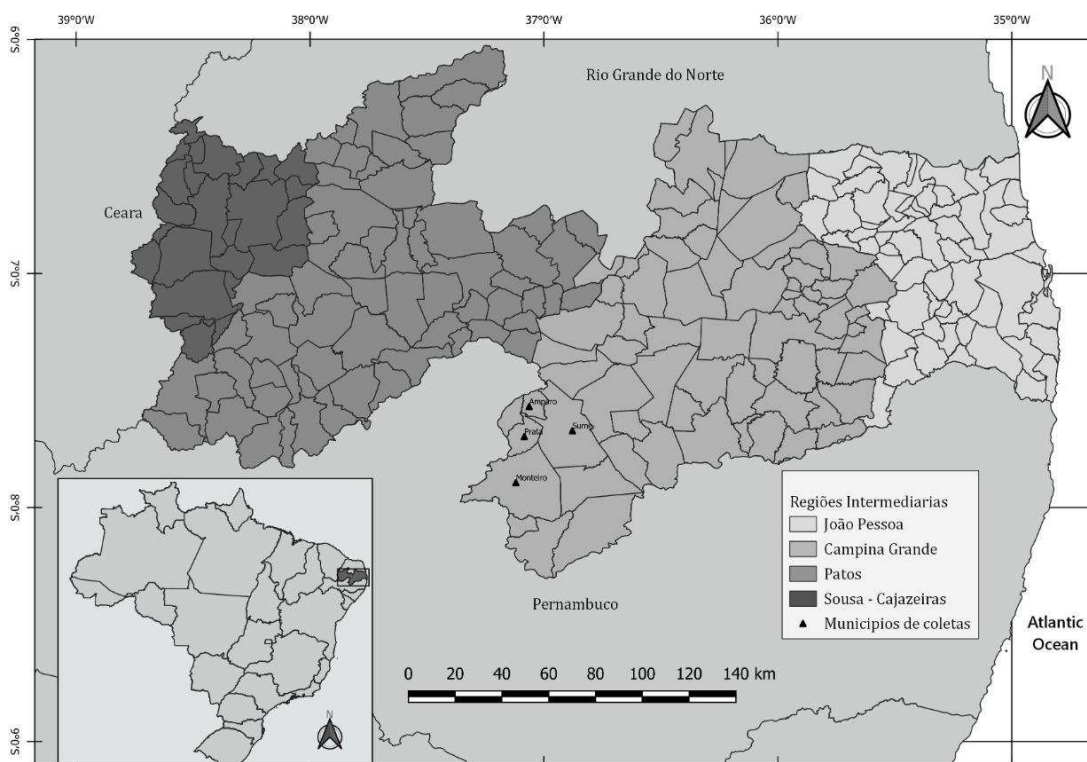 39°0'W 38°0'W 37°0'W 36°0'W 35°0'W
6°0'S
7°0'S
8°0'S
9°0'S
Rio Grande do Norte
N
Ceara
Amparo
Prata
Sumé
Monteiro
Pernambuco
Regiões Intermediarias
João Pessoa
Campina Grande
Patos
Sousa - Cajazeiras
Municipios de coletas
Atlantic
Ocean
0 20 40 60 80 100 120 140 km
N